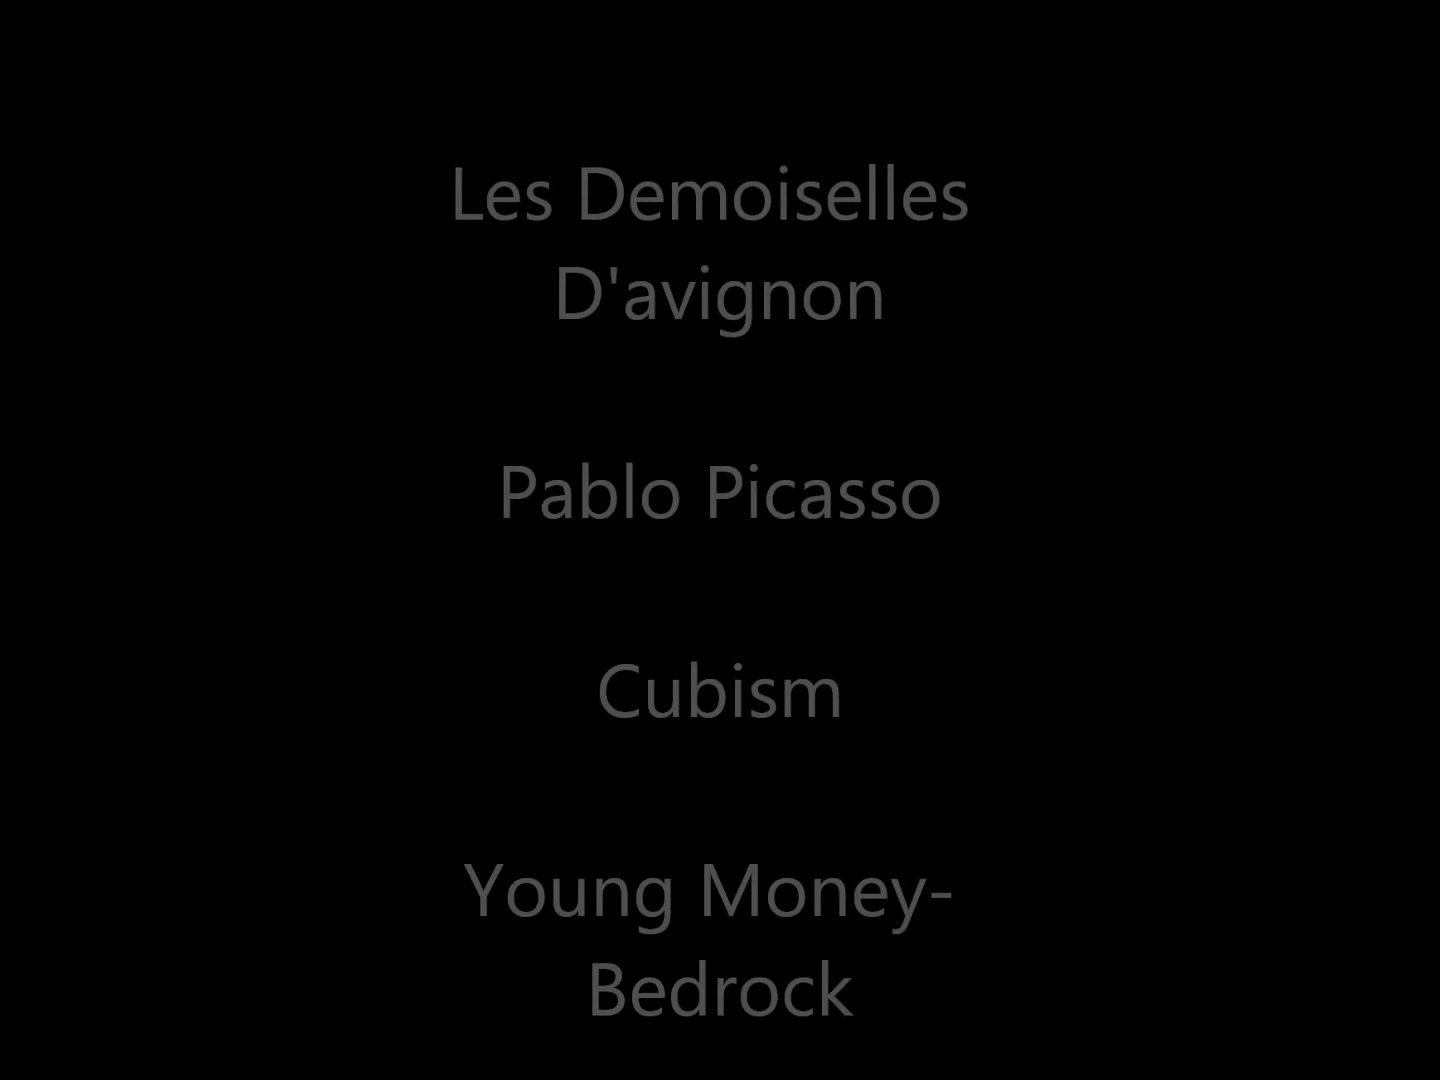 Les Demoiselles
D'avignon
Pablo Picasso
Cubism
Young Money-
Bedrock